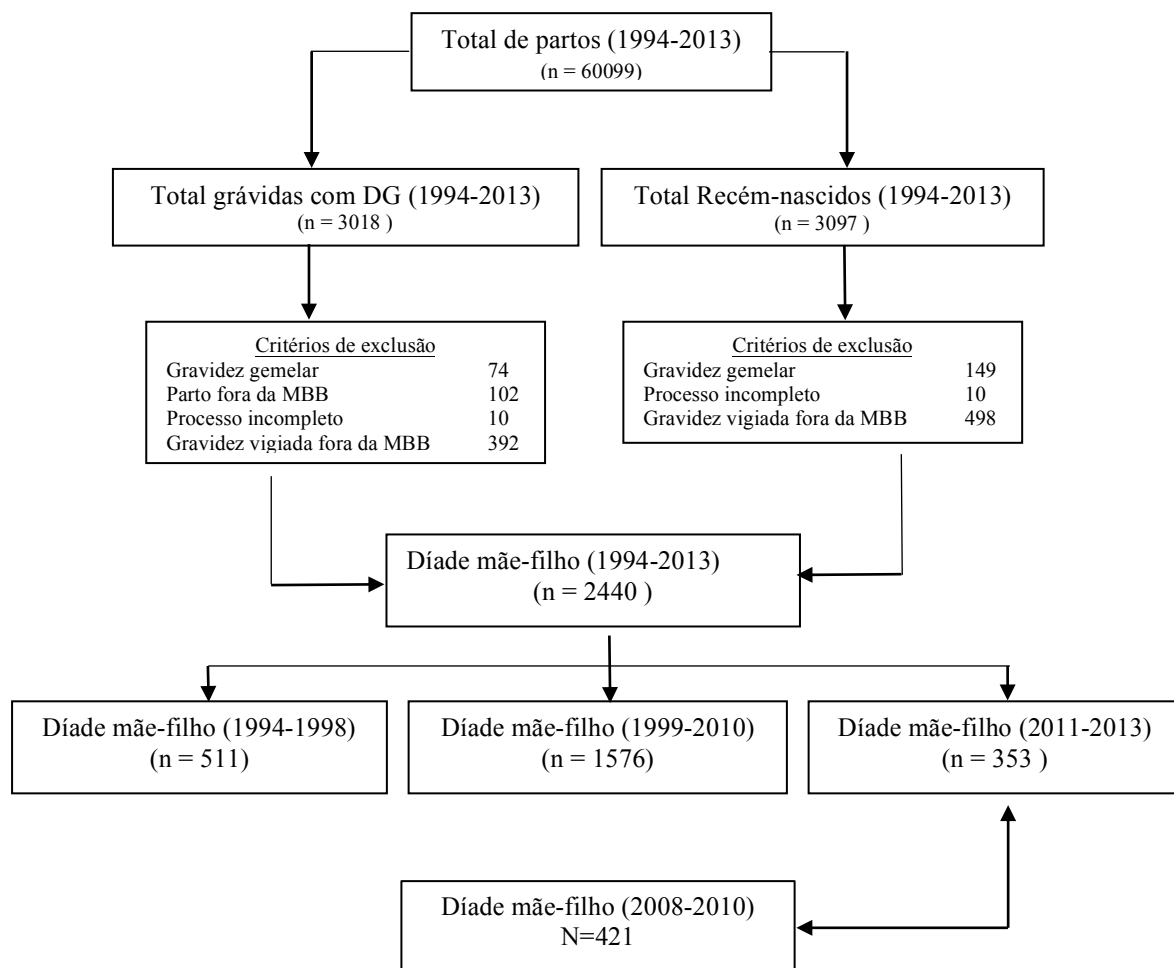 Total de partos (1994-2013)
(n = 60099)
Total grávidas com DG (1994-2013)
(n = 3018 )
Total Recém-nascidos (1994-2013)
(n = 3097 )
Critérios de exclusão
Gravidez gemelar 74
Parto fora da MBB 102
Processo incompleto 10
Gravidez vigiada fora da MBB 392
Critérios de exclusão
Gravidez gemelar 149
Processo incompleto 10
Gravidez vigiada fora da MBB 498
Díade mãe-filho (1994-2013)
(n = 2440 )
Díade mãe-filho (1994-1998)
(n = 511)
Díade mãe-filho (1999-2010)
(n = 1576)
Díade mãe-filho (2011-2013)
(n = 353 )
Díade mãe-filho (2008-2010)
N=421